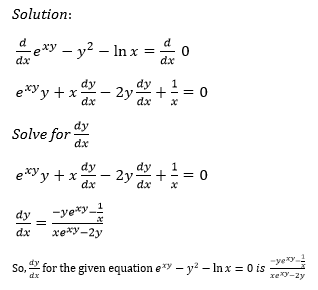 Solution:
d/dx e^xy − y² − ln x = d/dx 0
e^xy y + x dy/dx − 2y dy/dx + 1/x = 0
Solve for dy/dx
e^xy y + x dy/dx − 2y dy/dx + 1/x = 0
dy/dx = (−ye^xy − 1/x)/(xe^xy − 2y)
So, dy/dx for the given equation e^xy − y² − ln x = 0 is (−ye^xy − 1/x)/(xe^xy − 2y)